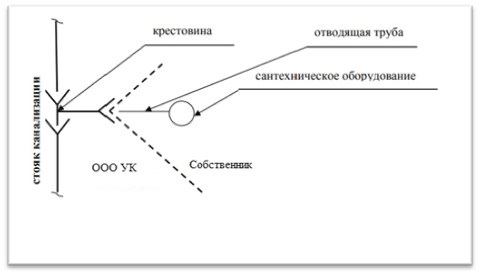 крестовина
отводящая труба
сантехническое оборудование
стояк канализации
ООО УК
Собственник